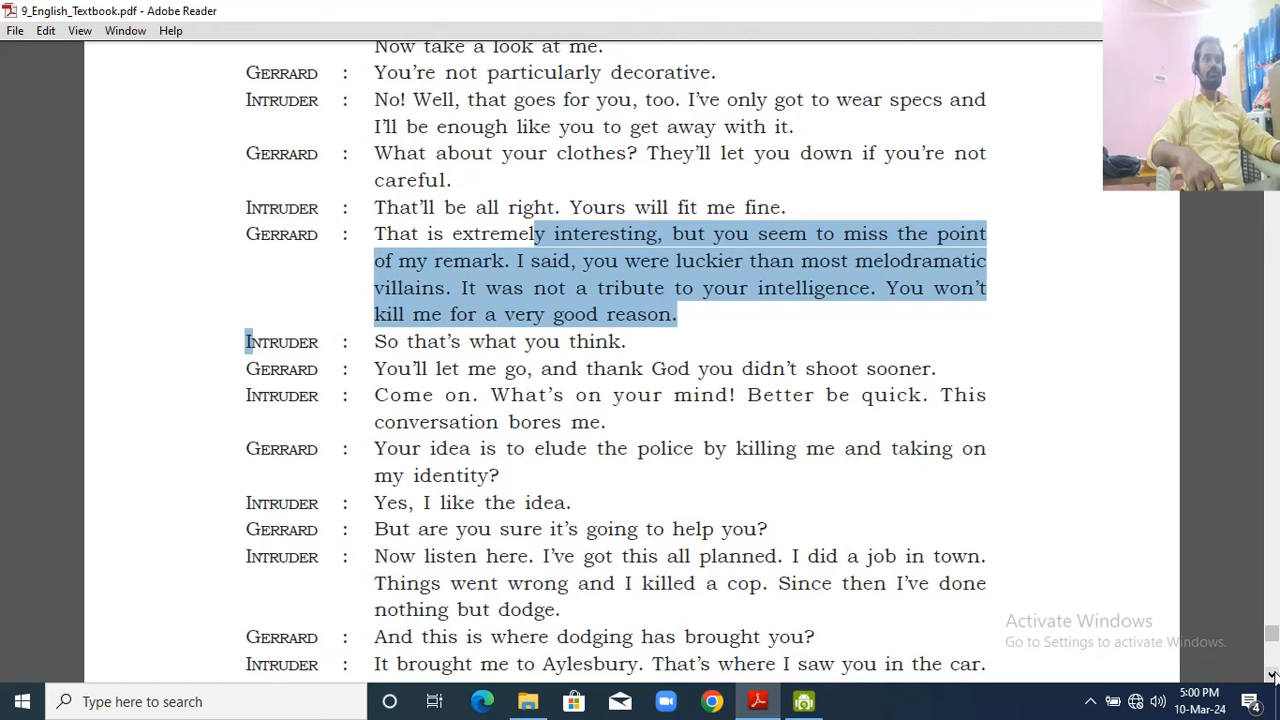 9_English_Textbook.pdf - Adobe Reader
File Edit View Window Help
Now take a look at me.
GERRARD : You're not particularly decorative.
INTRUDER : No! Well, that goes for you, too. I've only got to wear specs and
I'll be enough like you to get away with it.
GERRARD : What about your clothes? They'll let you down if you're not
careful.
INTRUDER : That'll be all right. Yours will fit me fine.
GERRARD : That is extremely interesting, but you seem to miss the point
of my remark. I said, you were luckier than most melodramatic
villains. It was not a tribute to your intelligence. You won't
kill me for a very good reason.
INTRUDER : So that's what you think.
GERRARD : You'll let me go, and thank God you didn't shoot sooner.
INTRUDER : Come on. What's on your mind! Better be quick. This
conversation bores me.
GERRARD : Your idea is to elude the police by killing me and taking on
my identity?
INTRUDER : Yes, I like the idea.
GERRARD : But are you sure it's going to help you?
INTRUDER : Now listen here. I've got this all planned. I did a job in town.
Things went wrong and I killed a cop. Since then I've done
nothing but dodge.
GERRARD : And this is where dodging has brought you?
INTRUDER : It brought me to Aylesbury. That's where I saw you in the car.
Activate Windows
Go to Settings to activate Windows.
Type here to search
5:00 PM
10-Mar-24
4